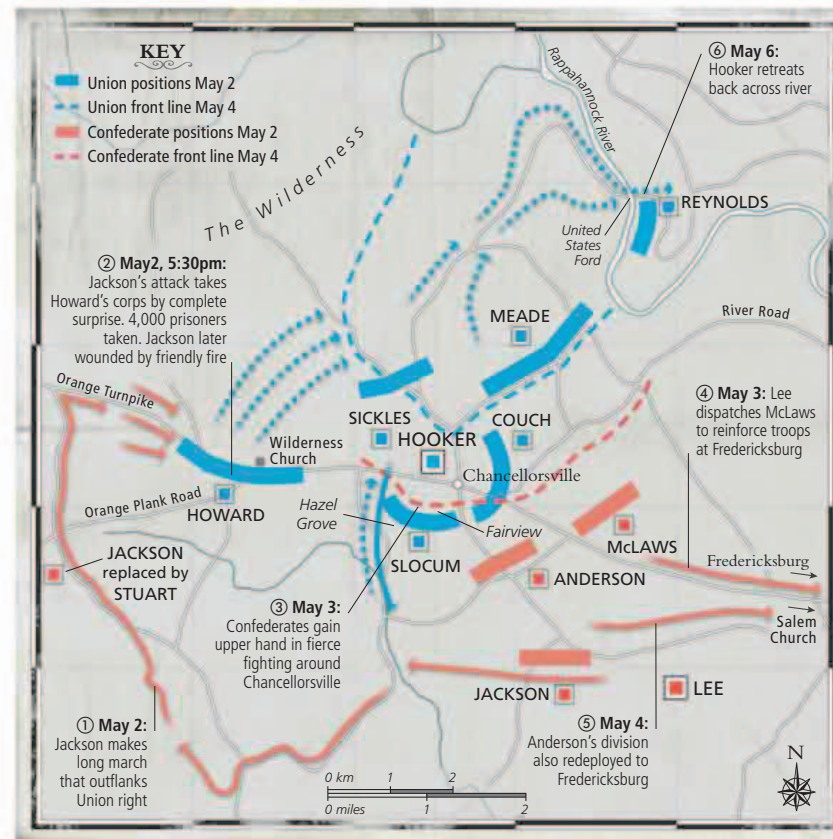 KEY
Union positions May 2
Union front line May 4
Confederate positions May 2
Confederate front line May 4
⑥ May 6:
Hooker retreats
back across river
Rappahannock River
The Wilderness
REYNOLDS
United
States
Ford
② May2, 5:30pm:
Jackson's attack takes
Howard's corps by complete
surprise. 4,000 prisoners
taken. Jackson later
wounded by friendly fire
MEADE
River Road
Orange Turnpike
④ May 3: Lee
dispatches McLaws
to reinforce troops
at Fredericksburg
SICKLES
HOOKER
COUCH
Wilderness
Church
Chancellorsville
Orange Plank Road
HOWARD
Hazel
Grove
Fairview
SLOCUM
McLAWS
JACKSON
replaced by
STUART
ANDERSON
Fredericksburg
③ May 3:
Confederates gain
upper hand in fierce
fighting around
Chancellorsville
Salem
Church
JACKSON
LEE
① May 2:
Jackson makes
long march
that outflanks
Union right
⑤ May 4:
Anderson's division
also redeployed to
Fredericksburg
N
0 km 1 2
0 miles 1 2